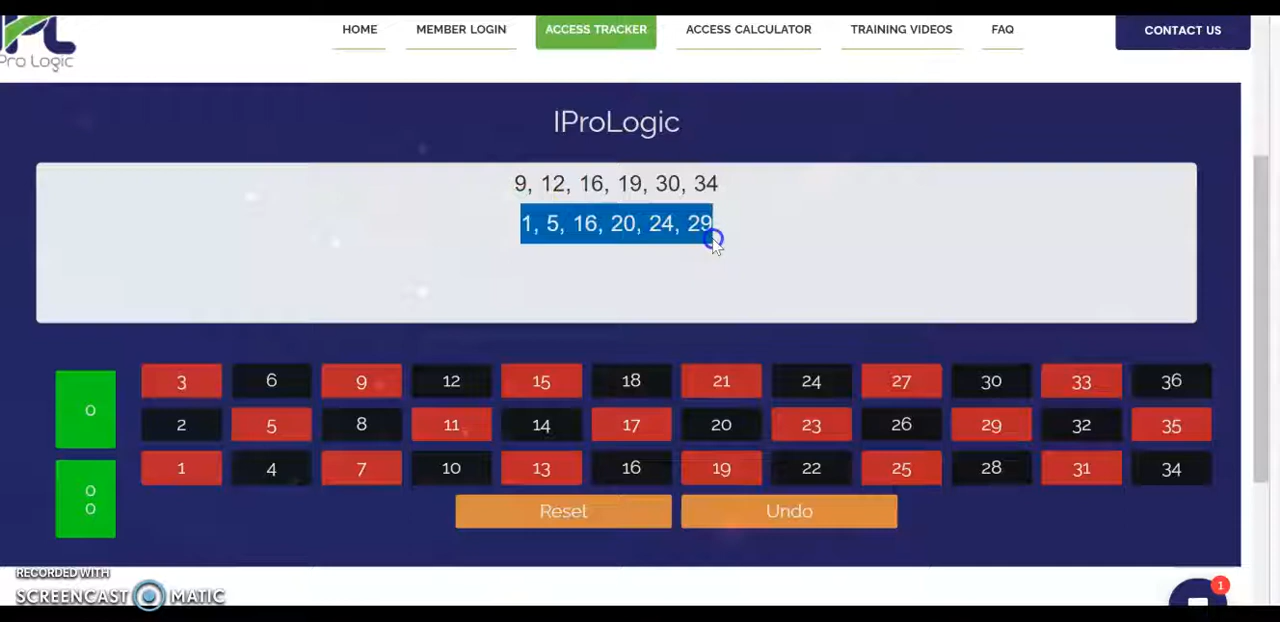 IPL
Pro Logic
HOME MEMBER LOGIN ACCESS TRACKER ACCESS CALCULATOR TRAINING VIDEOS FAQ CONTACT US
IProLogic
9, 12, 16, 19, 30, 34
1, 5, 16, 20, 24, 29
3 6 9 12 15 18 21 24 27 30 33 36
0
2 5 8 11 14 17 20 23 26 29 32 35
1 4 7 10 13 16 19 22 25 28 31 34
0
0
Reset Undo
RECORDED WITH
SCREENCAST MATIC
1